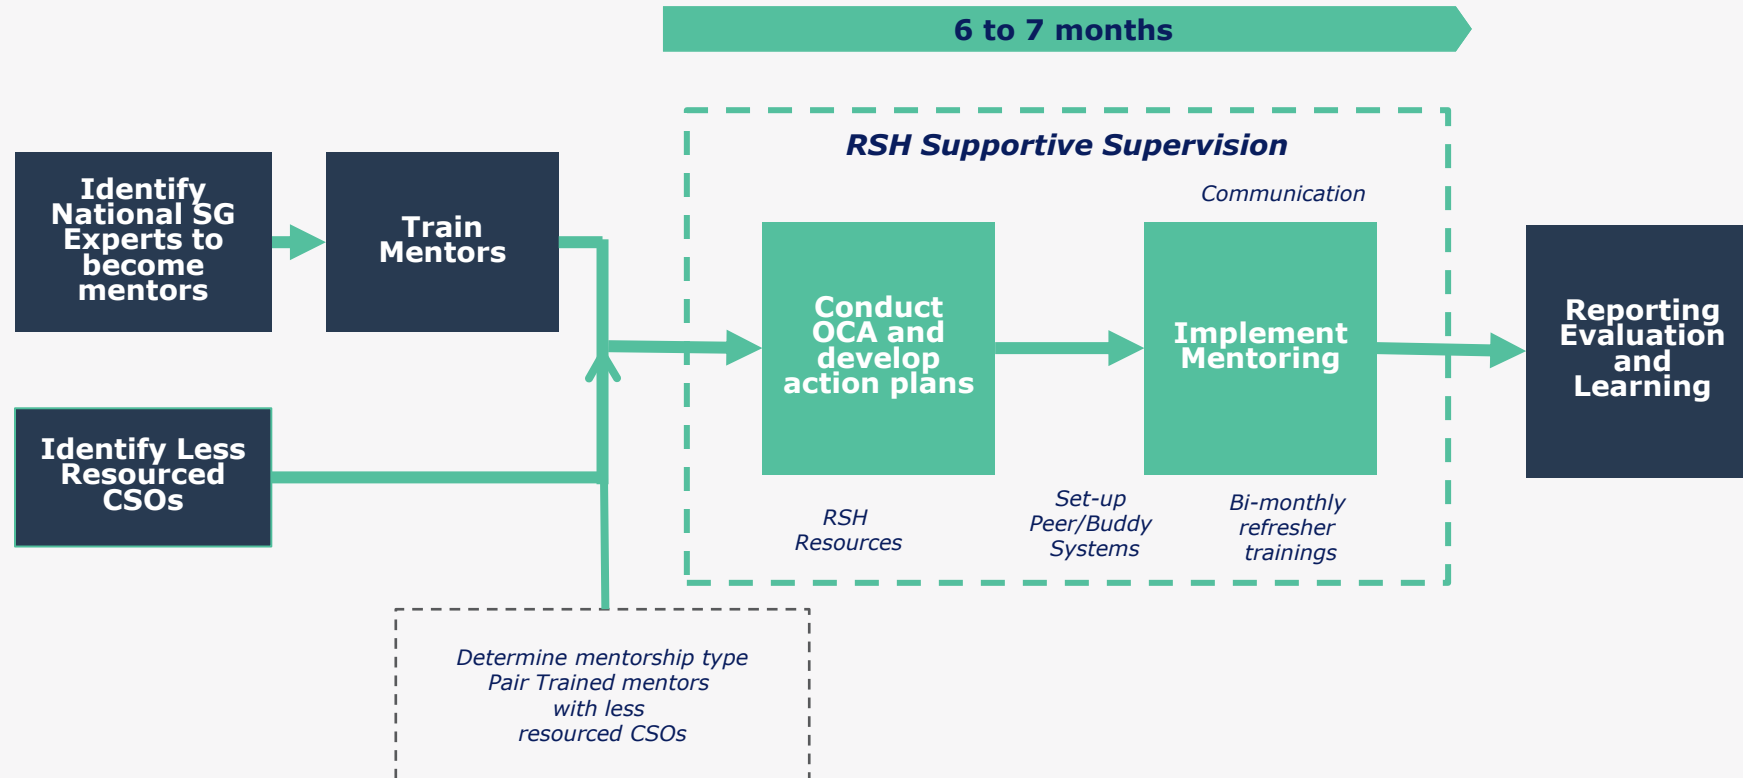 6 to 7 months
RSH Supportive Supervision
Communication
Identify
National SG
Experts to
become
mentors
Train
Mentors
Conduct
OCA and
develop
action plans
Implement
Mentoring
Reporting
Evaluation
and
Learning
Identify Less
Resourced
CSOs
RSH
Resources
Set-up
Peer/Buddy
Systems
Bi-monthly
refresher
trainings
Determine mentorship type
Pair Trained mentors
with less
resourced CSOs